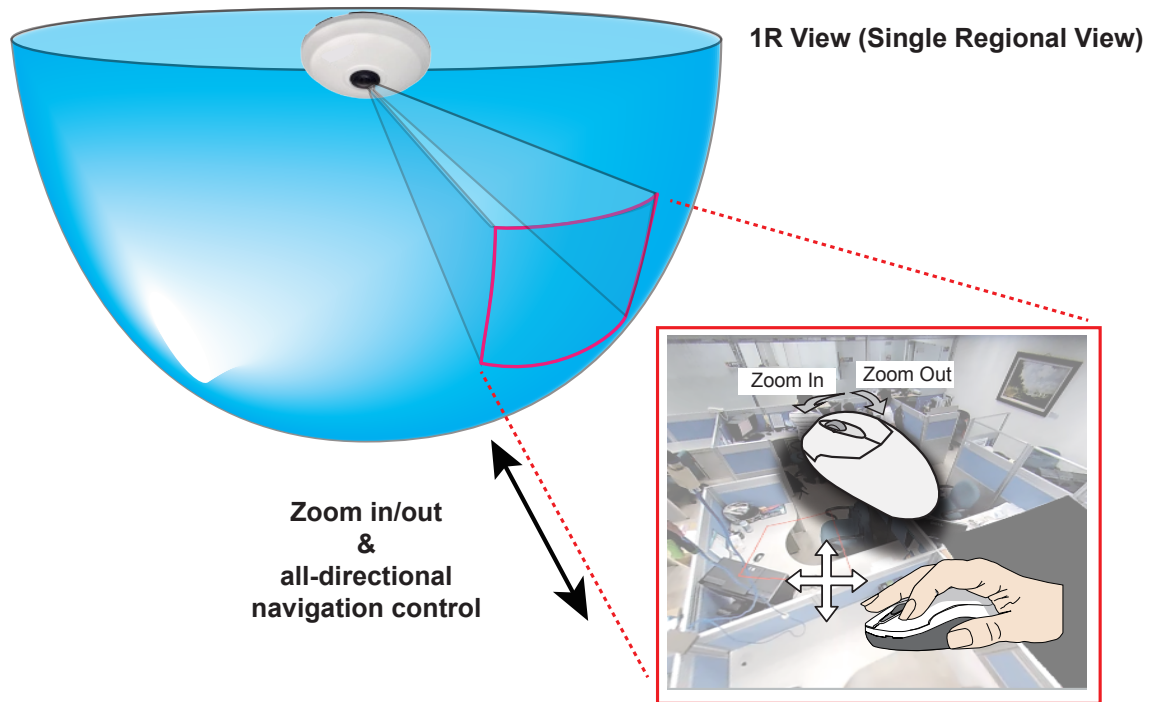 1R View (Single Regional View)
Zoom In
Zoom Out
Zoom in/out
&
all-directional
navigation control